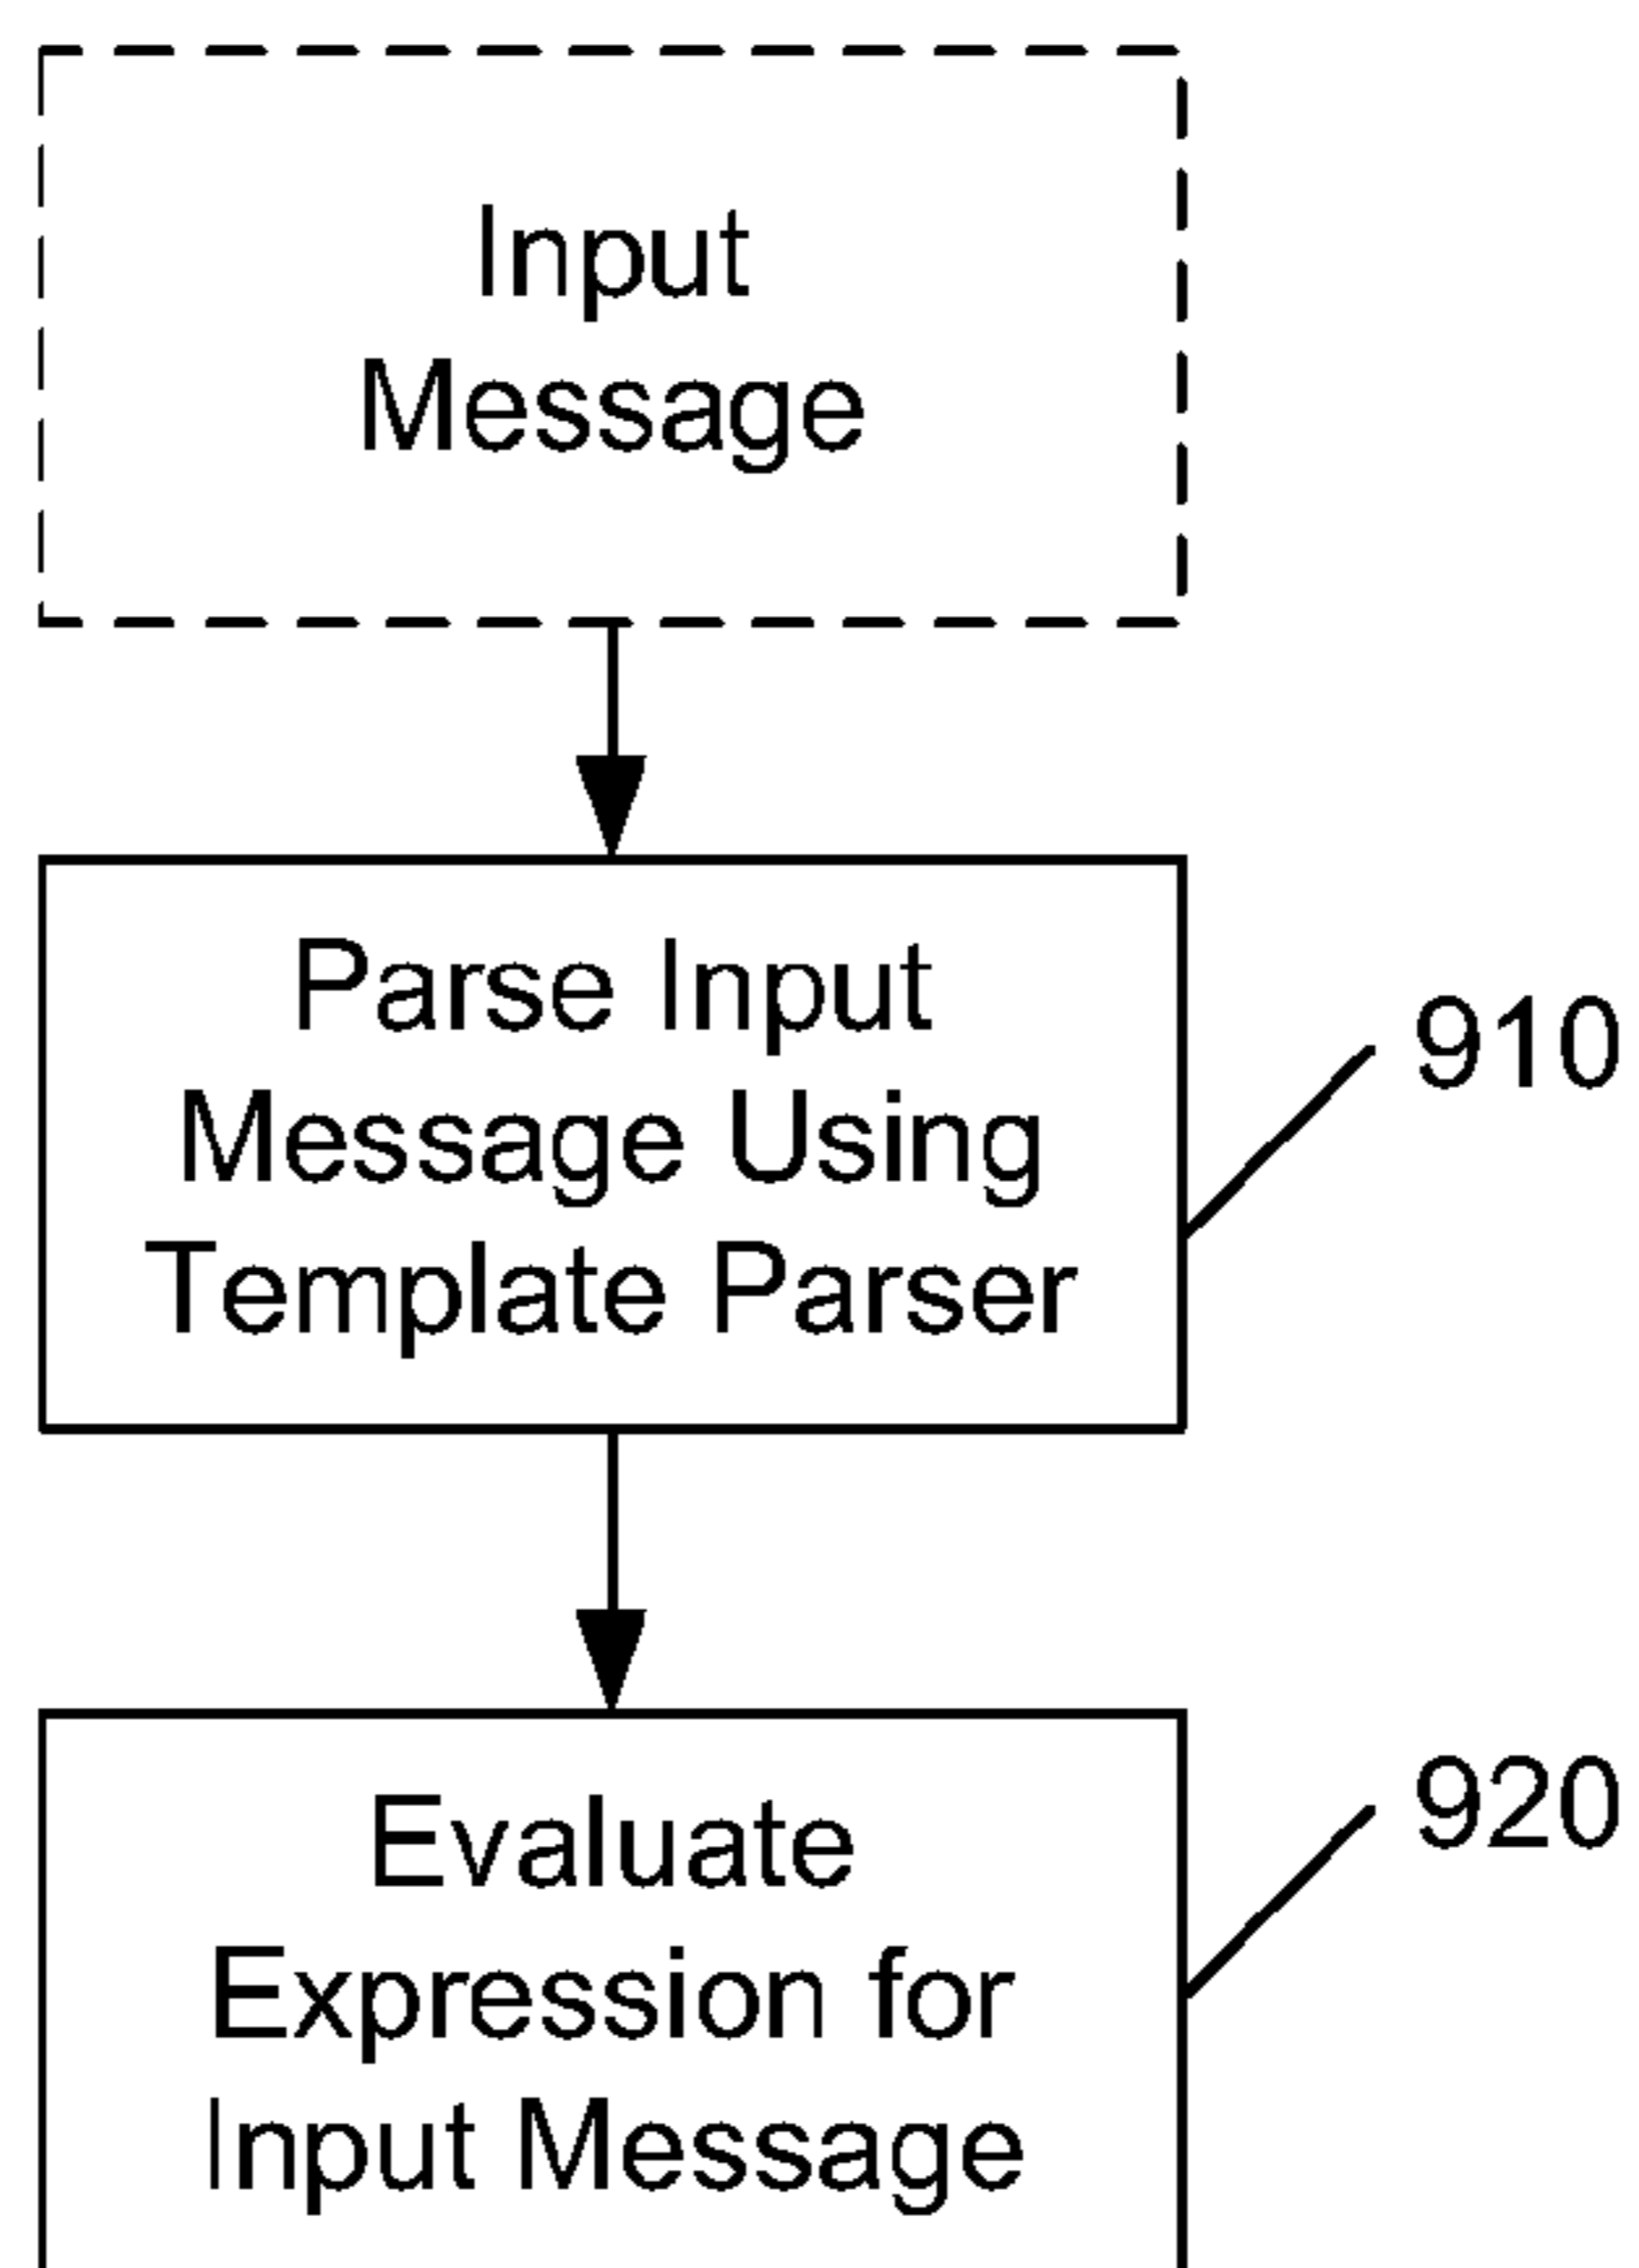 Input
Message
Parse Input
Message Using
Template Parser
910
Evaluate
Expression for
Input Message
920